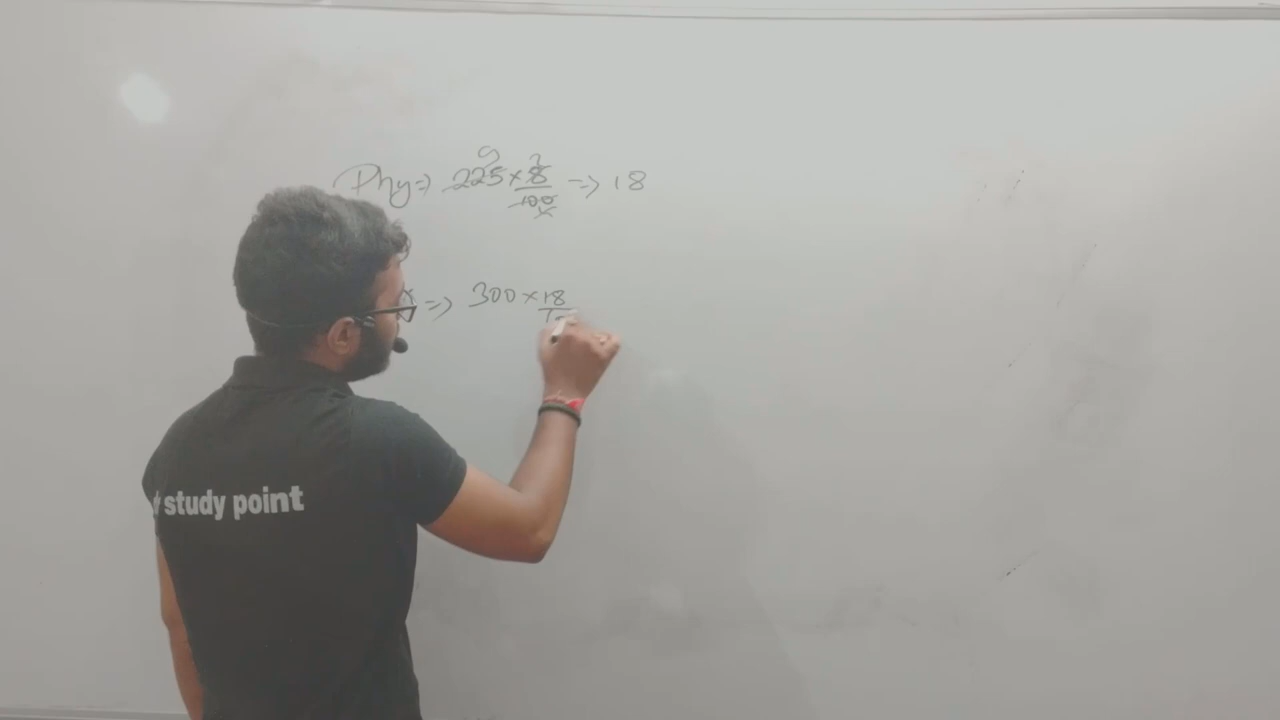 Phy => 225 × 8/100 => 18
=> 300 × 18/
study point